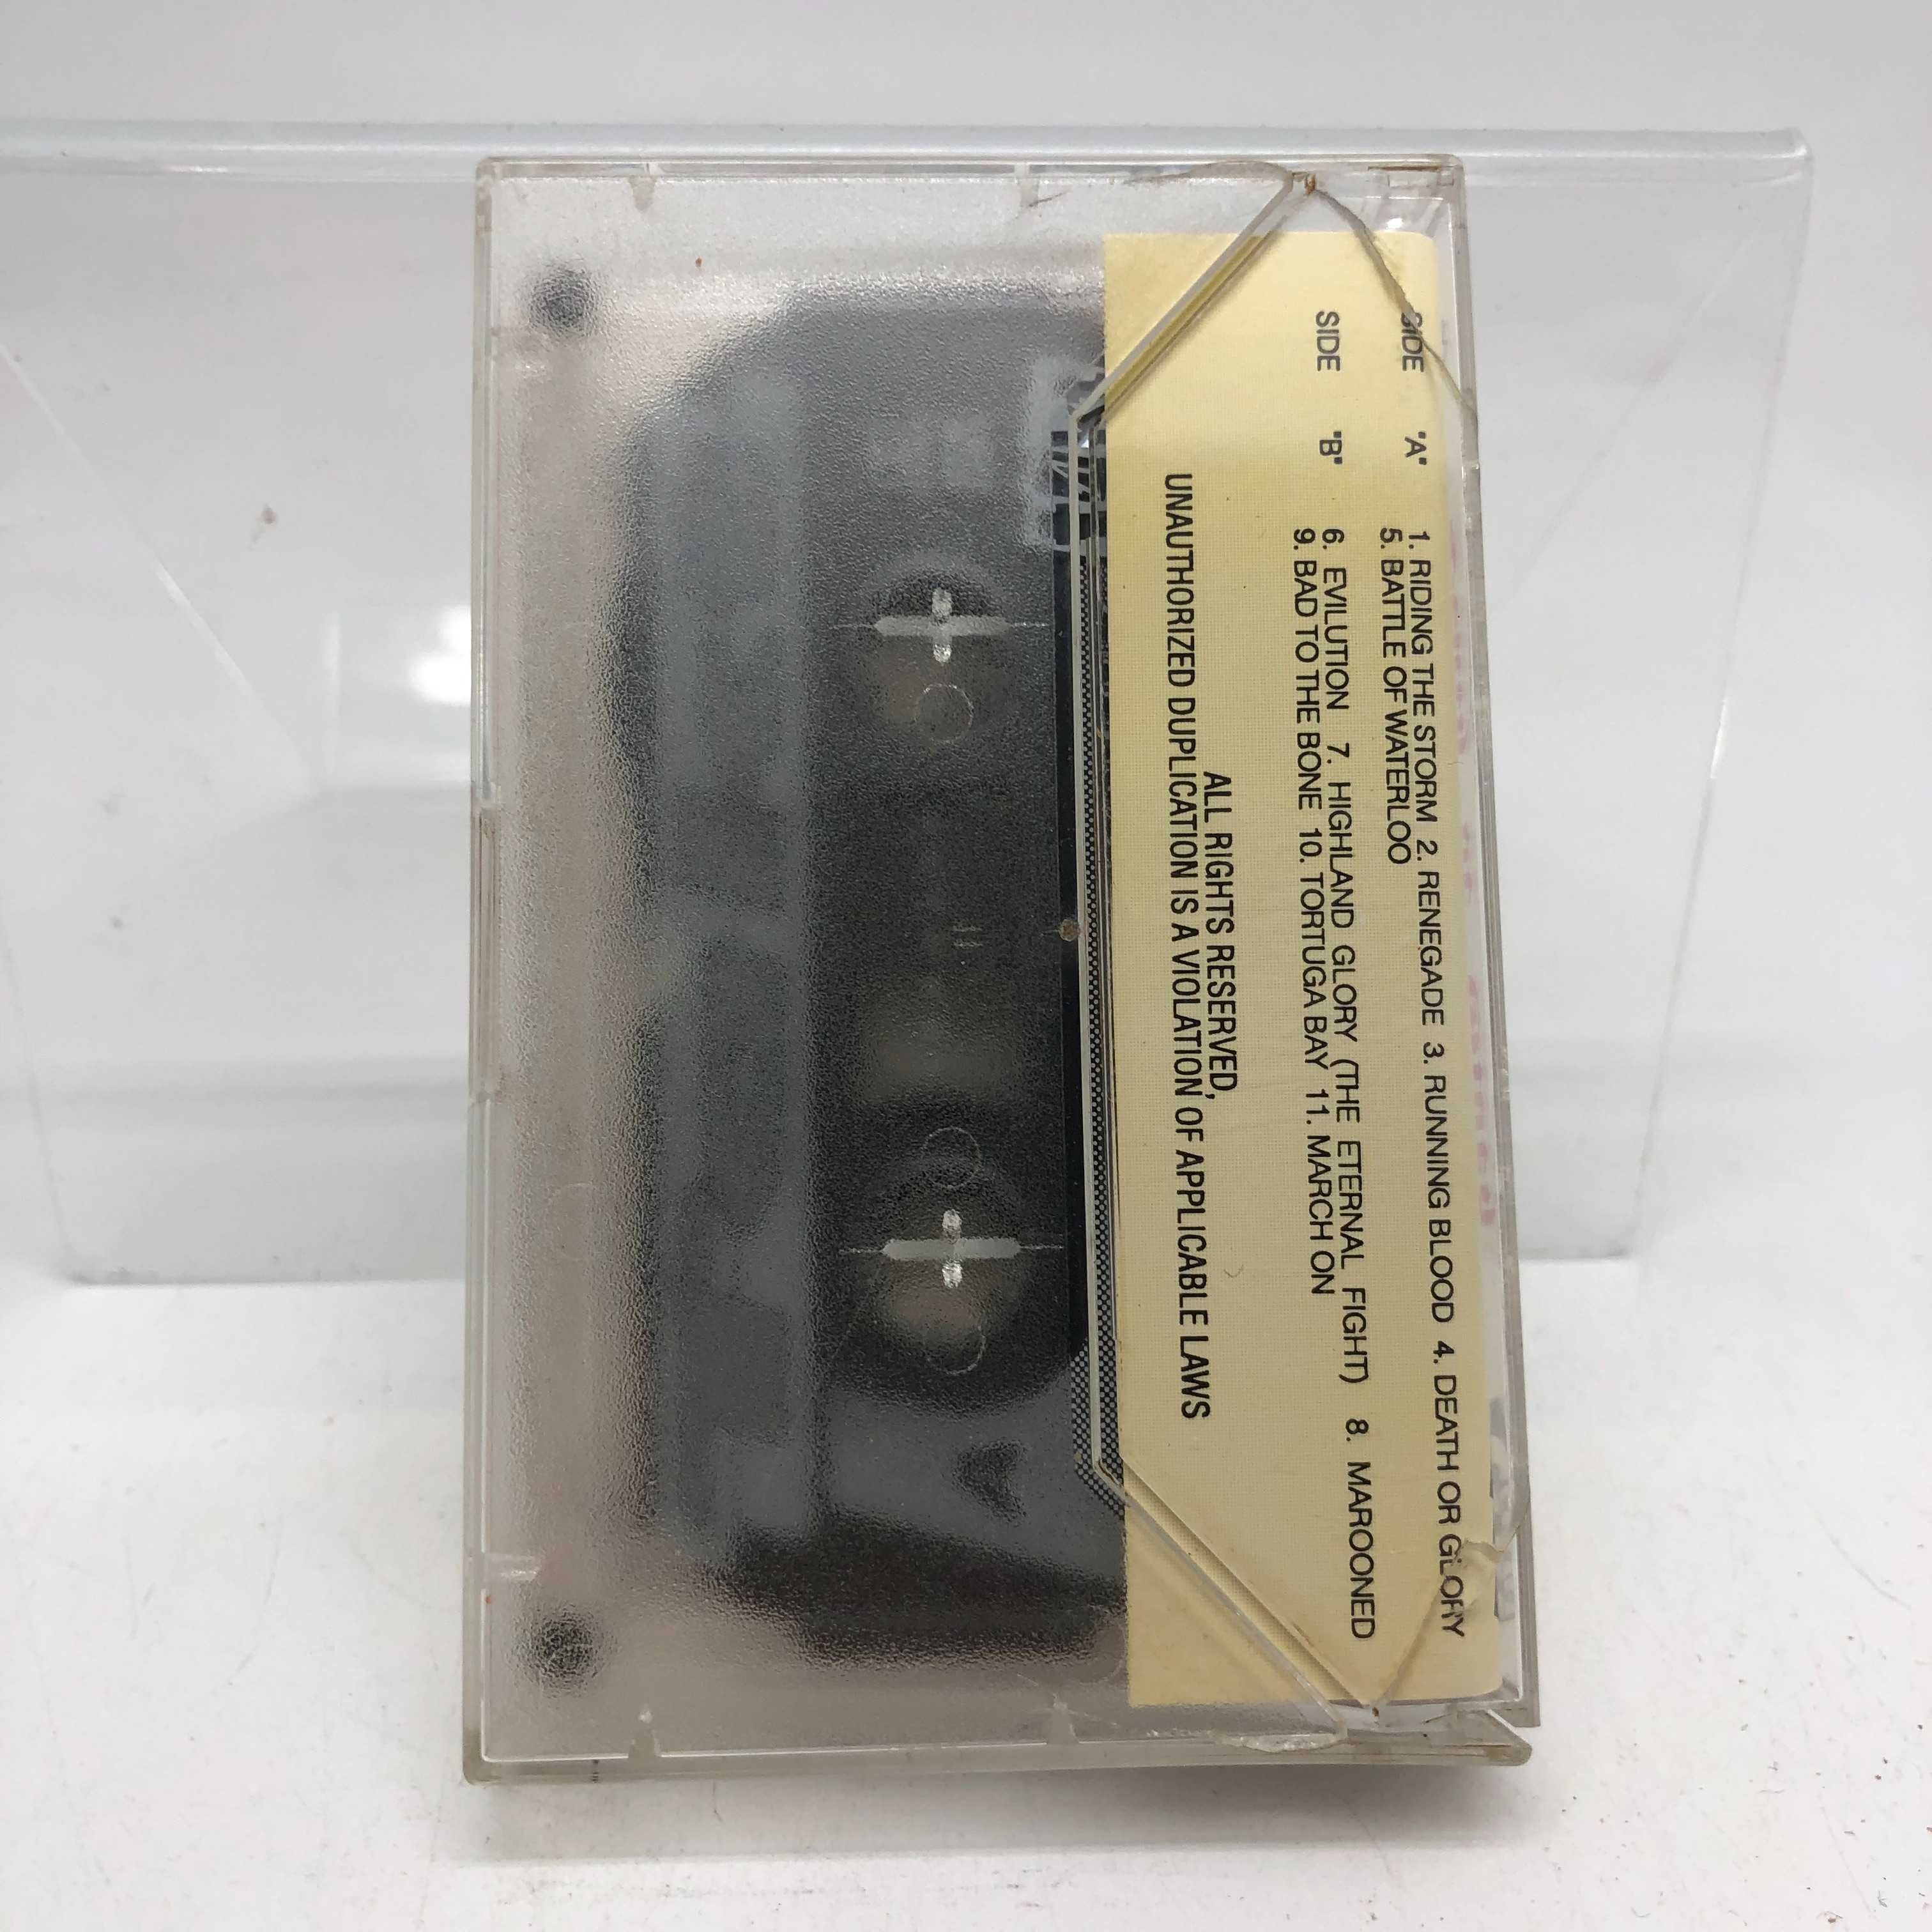 SIDE "A" 1. RIDING THE STORM 2. RENEGADE 3. RUNNING BLOOD 4. DEATH OR GLORY
5. BATTLE OF WATERLOO
SIDE "B" 6. EVILUTION 7. HIGHLAND GLORY (THE ETERNAL FIGHT) 8. MAROONED
9. BAD TO THE BONE 10. TORTUGA BAY 11. MARCH ON
ALL RIGHTS RESERVED,
UNAUTHORIZED DUPLICATION IS A VIOLATION OF APPLICABLE LAWS